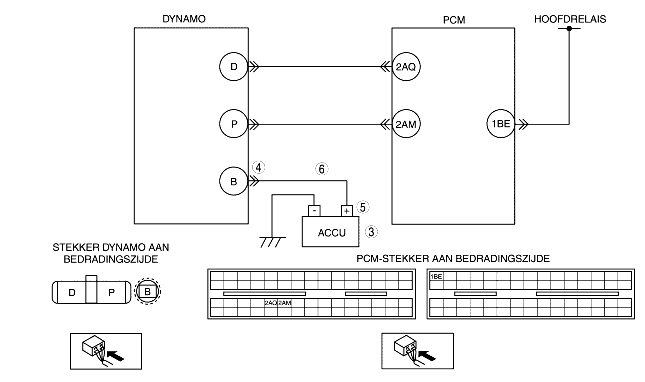 DYNAMO
PCM
HOOFDRELAIS
D
2AQ
P
2AM
1BE
4
6
B
5
- +
ACCU
3
STEKKER DYNAMO AAN
BEDRADINGSZIJDE
D P B
PCM-STEKKER AAN BEDRADINGSZIJDE
1BE
2AQ 2AM